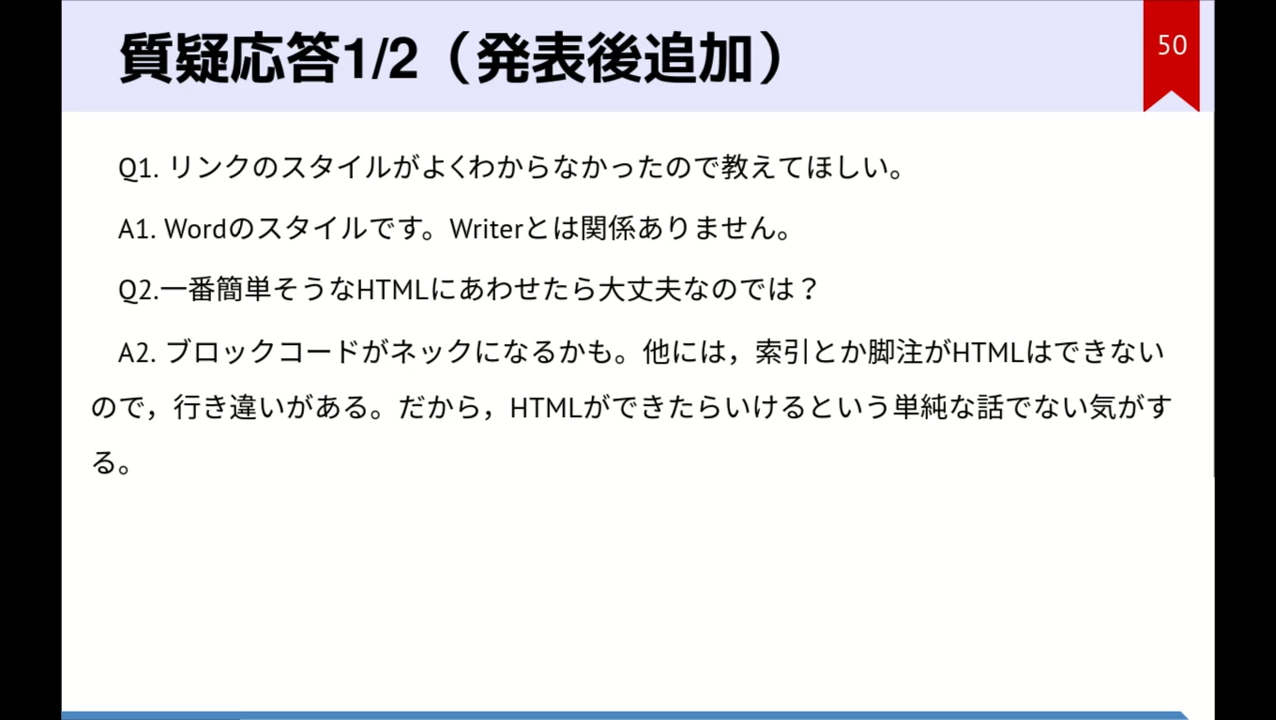 質疑応答1/2（発表後追加）
50
Q1. リンクのスタイルがよくわからなかったので教えてほしい。
A1. Wordのスタイルです。Writerとは関係ありません。
Q2.一番簡単そうなHTMLにあわせたら大丈夫なのでは？
A2. ブロックコードがネックになるかも。他には，索引とか脚注がHTMLはできない
ので，行き違いがある。だから，HTMLができたらいけるという単純な話でない気がす
る。